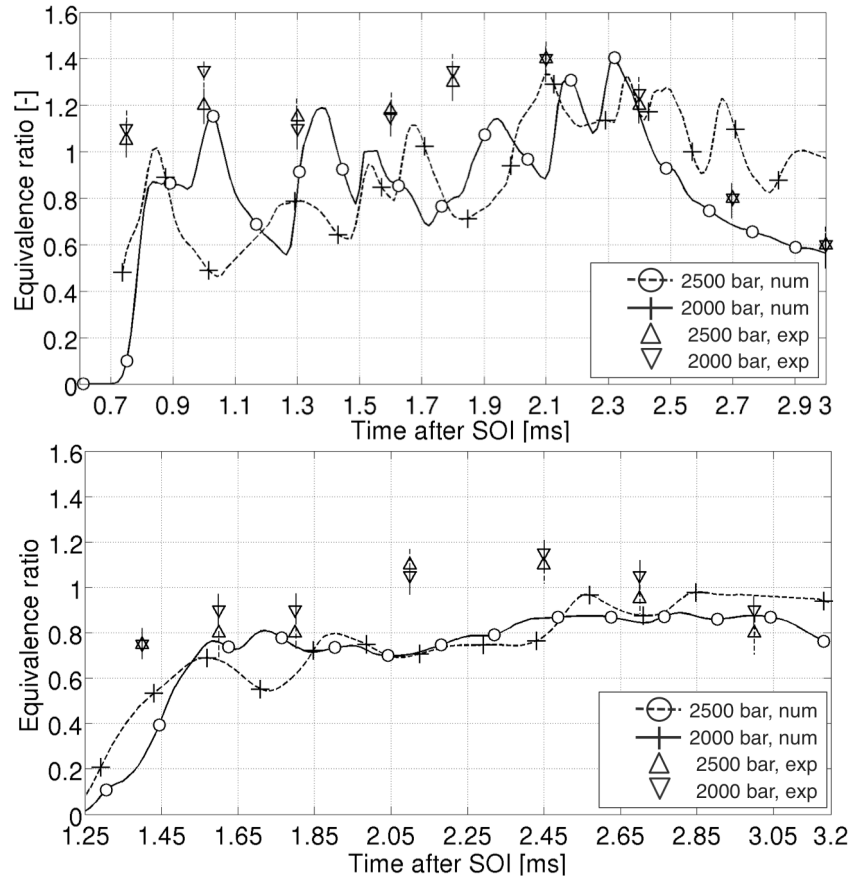 1.6
1.4
1.2
1
0.8
0.6
0.4
0.2
0
Equivalence ratio [-]
2500 bar, num
2000 bar, num
2500 bar, exp
2000 bar, exp
0.7 0.9 1.1 1.3 1.5 1.7 1.9 2.1 2.3 2.5 2.7 2.9 3
Time after SOI [ms]
1.6
1.4
1.2
1
0.8
0.6
0.4
0.2
0
Equivalence ratio
2500 bar, num
2000 bar, num
2500 bar, exp
2000 bar, exp
1.25 1.45 1.65 1.85 2.05 2.25 2.45 2.65 2.85 3.05 3.2
Time after SOI [ms]